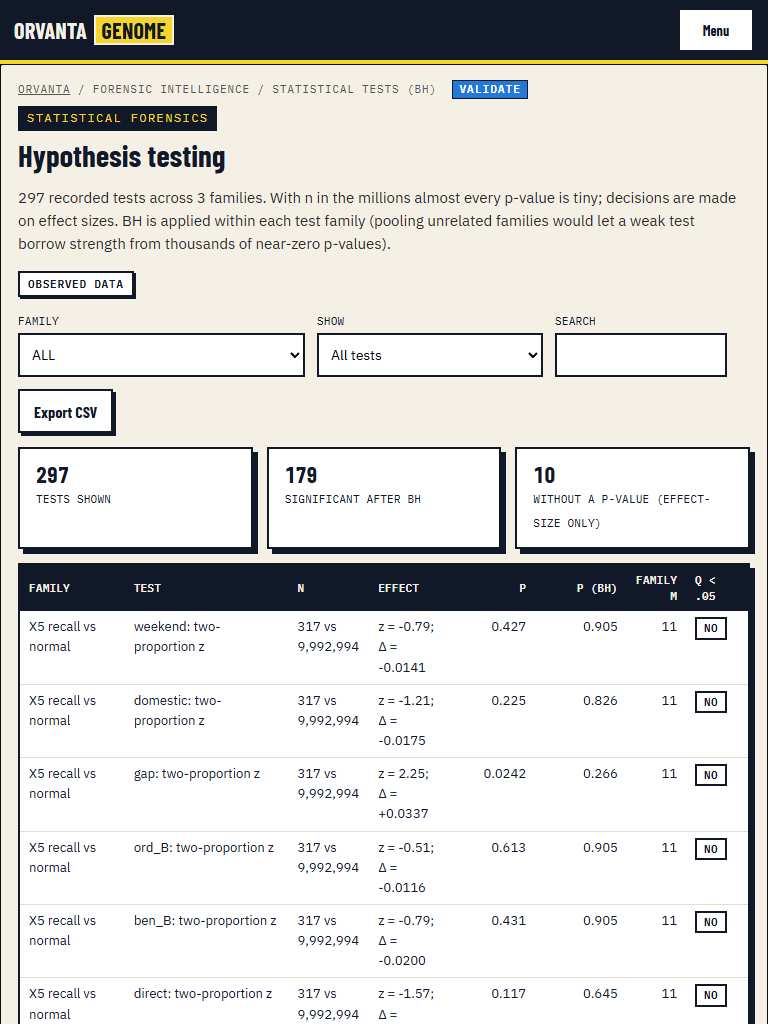 ORVANTA GENOME
Menu
ORVANTA / FORENSIC INTELLIGENCE / STATISTICAL TESTS (BH) VALIDATE
STATISTICAL FORENSICS
Hypothesis testing
297 recorded tests across 3 families. With n in the millions almost every p-value is tiny; decisions are made
on effect sizes. BH is applied within each test family (pooling unrelated families would let a weak test
borrow strength from thousands of near-zero p-values).
OBSERVED DATA
FAMILY SHOW SEARCH
ALL All tests
Export CSV
297 179 10
TESTS SHOWN SIGNIFICANT AFTER BH WITHOUT A P-VALUE (EFFECT-
SIZE ONLY)
FAMILY TEST N EFFECT P P (BH) FAMILY M Q < .05
X5 recall vs weekend: two- 317 vs z = -0.79; 0.427 0.905 11 NO
normal proportion z 9,992,994 Δ =
-0.0141
X5 recall vs domestic: two- 317 vs z = -1.21; 0.225 0.826 11 NO
normal proportion z 9,992,994 Δ =
-0.0175
X5 recall vs gap: two-proportion z 317 vs z = 2.25; 0.0242 0.266 11 NO
normal 9,992,994 Δ =
+0.0337
X5 recall vs ord_B: two-proportion z 317 vs z = -0.51; 0.613 0.905 11 NO
normal 9,992,994 Δ =
-0.0116
X5 recall vs ben_B: two-proportion z 317 vs z = -0.79; 0.431 0.905 11 NO
normal 9,992,994 Δ =
-0.0200
X5 recall vs direct: two-proportion z 317 vs z = -1.57; 0.117 0.645 11 NO
normal 9,992,994 Δ =